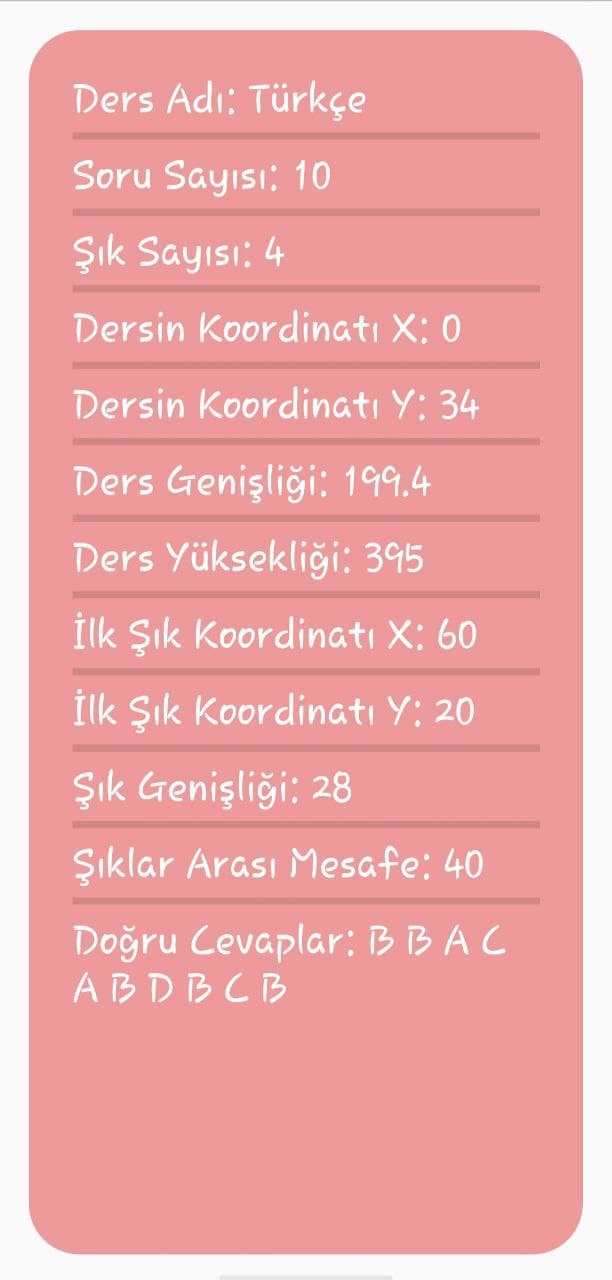 Ders Adı: Türkçe
Soru Sayısı: 10
Şık Sayısı: 4
Dersin Koordinatı X: 0
Dersin Koordinatı Y: 34
Ders Genişliği: 199.4
Ders Yüksekliği: 395
İlk Şık Koordinatı X: 60
İlk Şık Koordinatı Y: 20
Şık Genişliği: 28
Şıklar Arası Mesafe: 40
Doğru Cevaplar: B B A C
A B D B C B